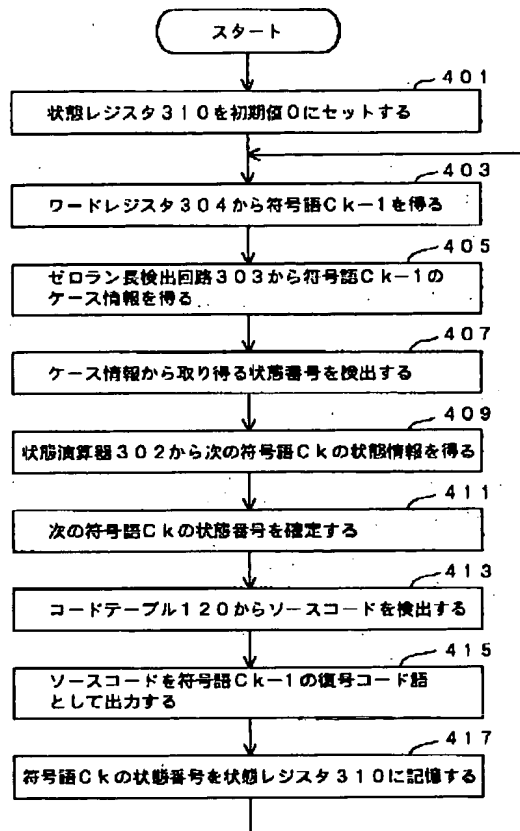 スタート
401
状態レジスタ310を初期値0にセットする
403
ワードレジスタ304から符号語Ck-1を得る
405
ゼロラン長検出回路303から符号語Ck-1の
ケース情報を得る
407
ケース情報から取り得る状態番号を検出する
409
状態演算器302から次の符号語Ckの状態情報を得る
411
次の符号語Ckの状態番号を確定する
413
コードテーブル120からソースコードを検出する
415
ソースコードを符号語Ck-1の復号コード語
として出力する
417
符号語Ckの状態番号を状態レジスタ310に記憶する